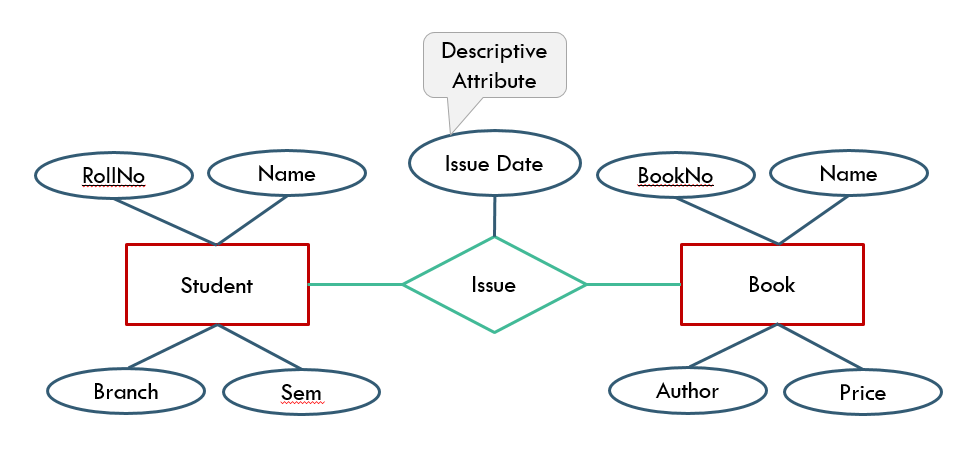 Descriptive
Attribute
RollNo
Name
Issue Date
BookNo
Name
Student
Issue
Book
Branch
Sem
Author
Price